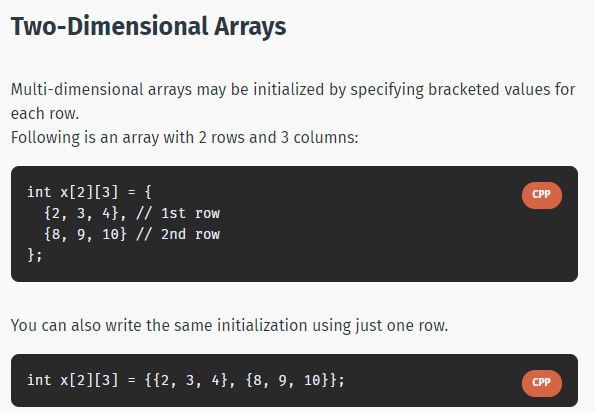 Two-Dimensional Arrays
Multi-dimensional arrays may be initialized by specifying bracketed values for
each row.
Following is an array with 2 rows and 3 columns:
int x[2][3] = {
CPP
  {2, 3, 4}, // 1st row
  {8, 9, 10} // 2nd row
};
You can also write the same initialization using just one row.
int x[2][3] = {{2, 3, 4}, {8, 9, 10}};
CPP